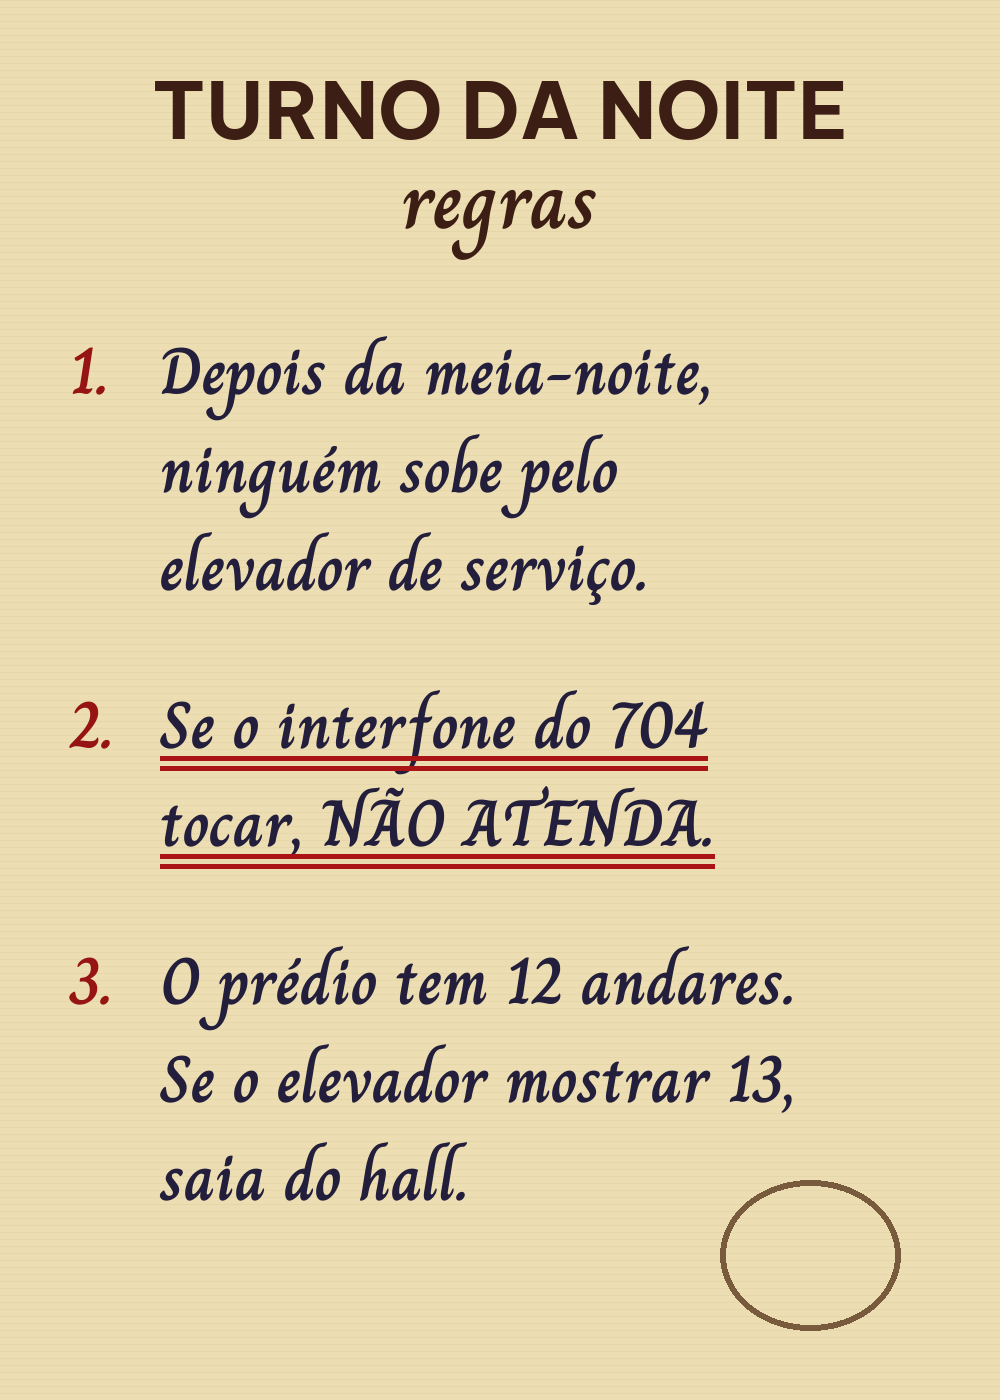 TURNO DA NOITE
regras
1. Depois da meia-noite,
ninguém sobe pelo
elevador de serviço.
2. Se o interfone do 704
tocar, NÃO ATENDA.
3. O prédio tem 12 andares.
Se o elevador mostrar 13,
saia do hall.